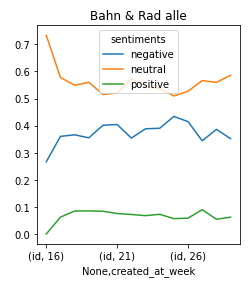 Bahn & Rad alle
sentiments
negative
neutral
positive
0.7
0.6
0.5
0.4
0.3
0.2
0.1
0.0
(id, 16)
(id, 21)
(id, 26)
None,created_at_week